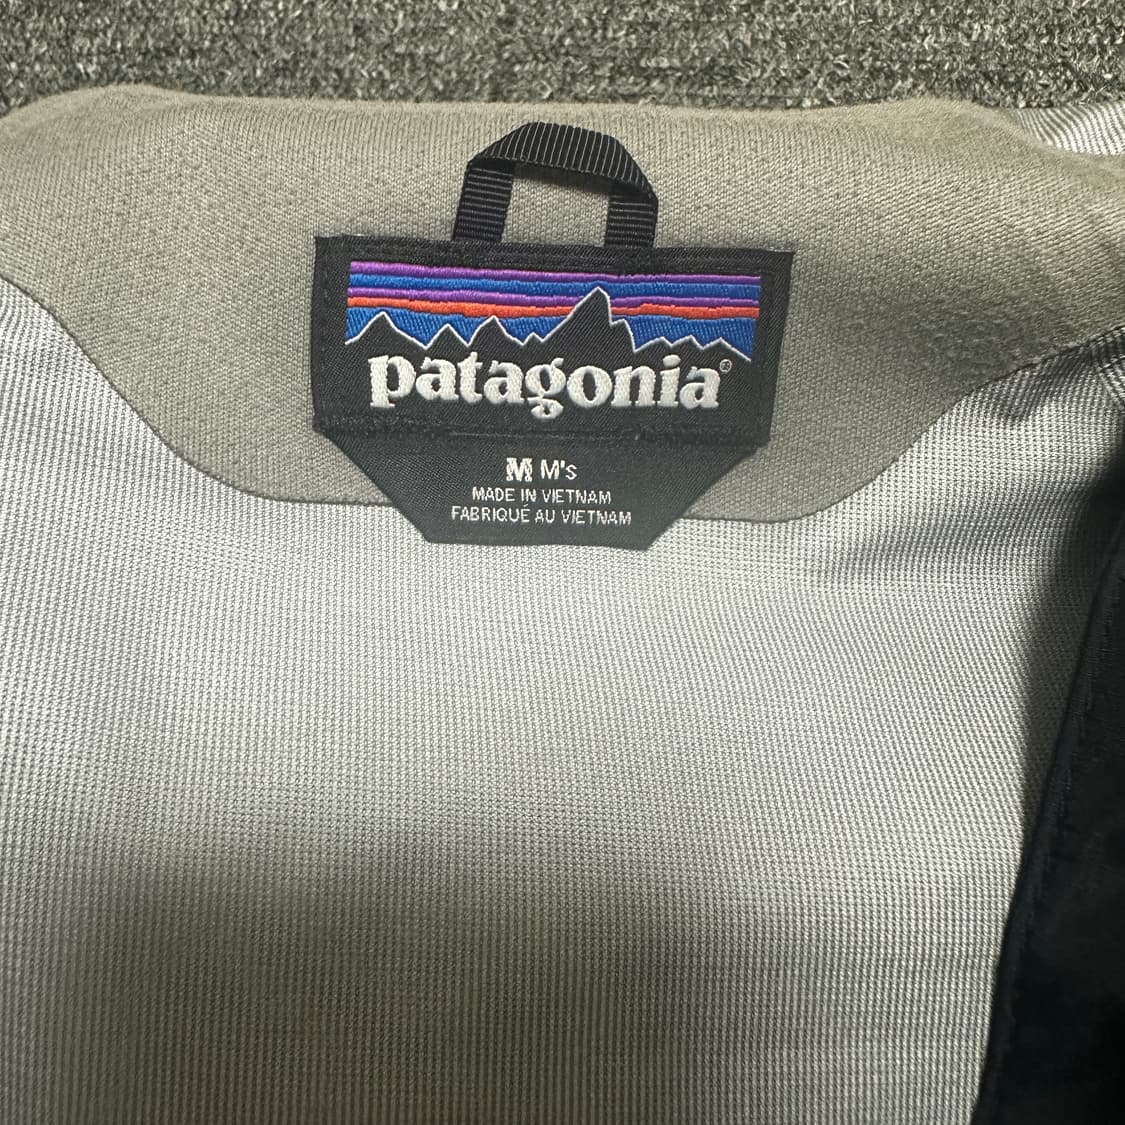 patagonia®
M M's
MADE IN VIETNAM
FABRIQUÉ AU VIETNAM